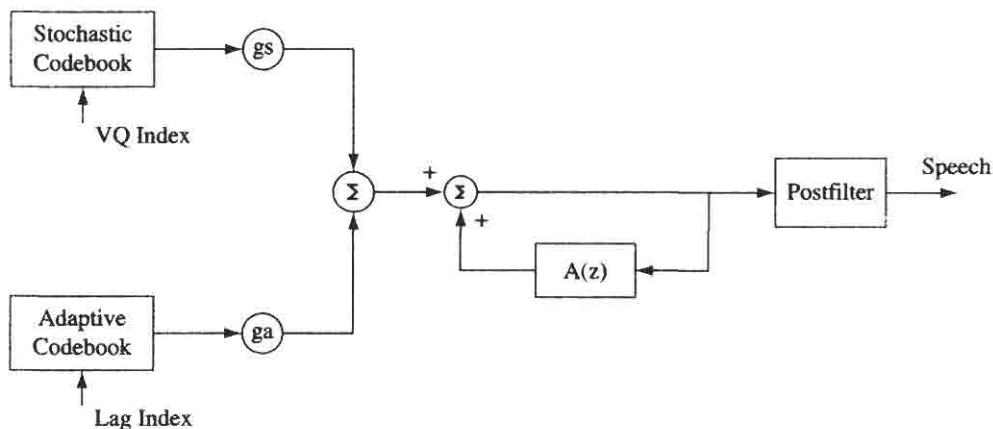 Stochastic
Codebook
gs
VQ Index
Σ
+
Σ
+
A(z)
Postfilter
Speech
Adaptive
Codebook
ga
Lag Index